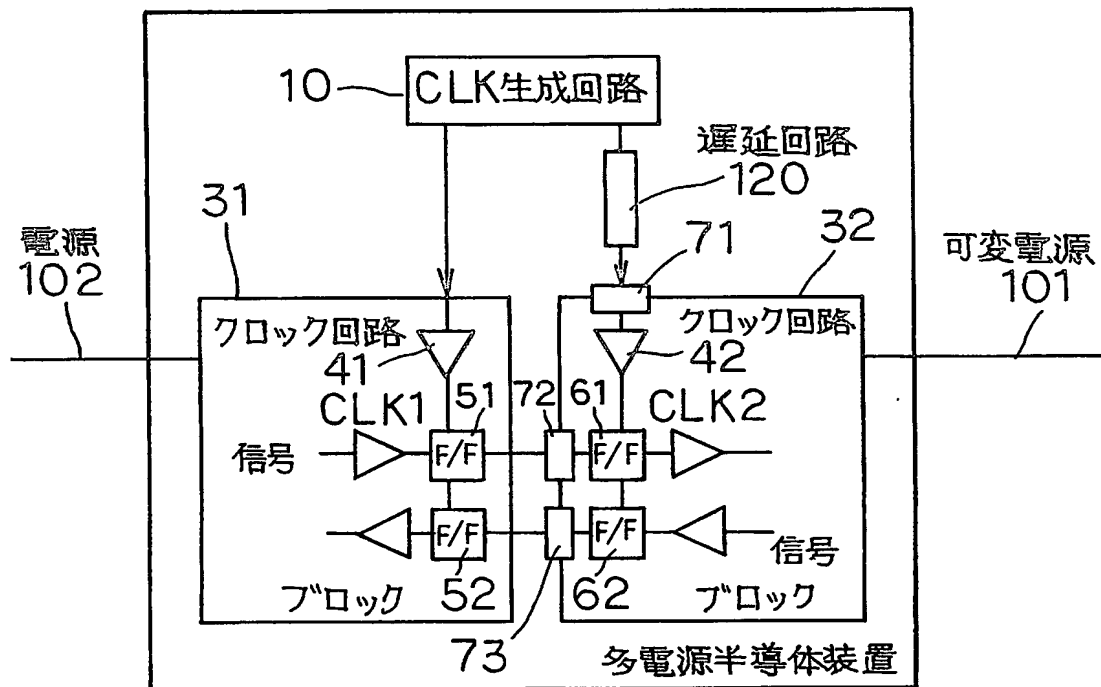 10
CLK生成回路
遅延回路
120
31
71
32
電源
102
可変電源
101
クロック回路
41
クロック回路
42
CLK1
51
72
61
CLK2
信号
F/F
F/F
F/F
F/F
信号
52
62
ブロック
ブロック
73
多電源半導体装置